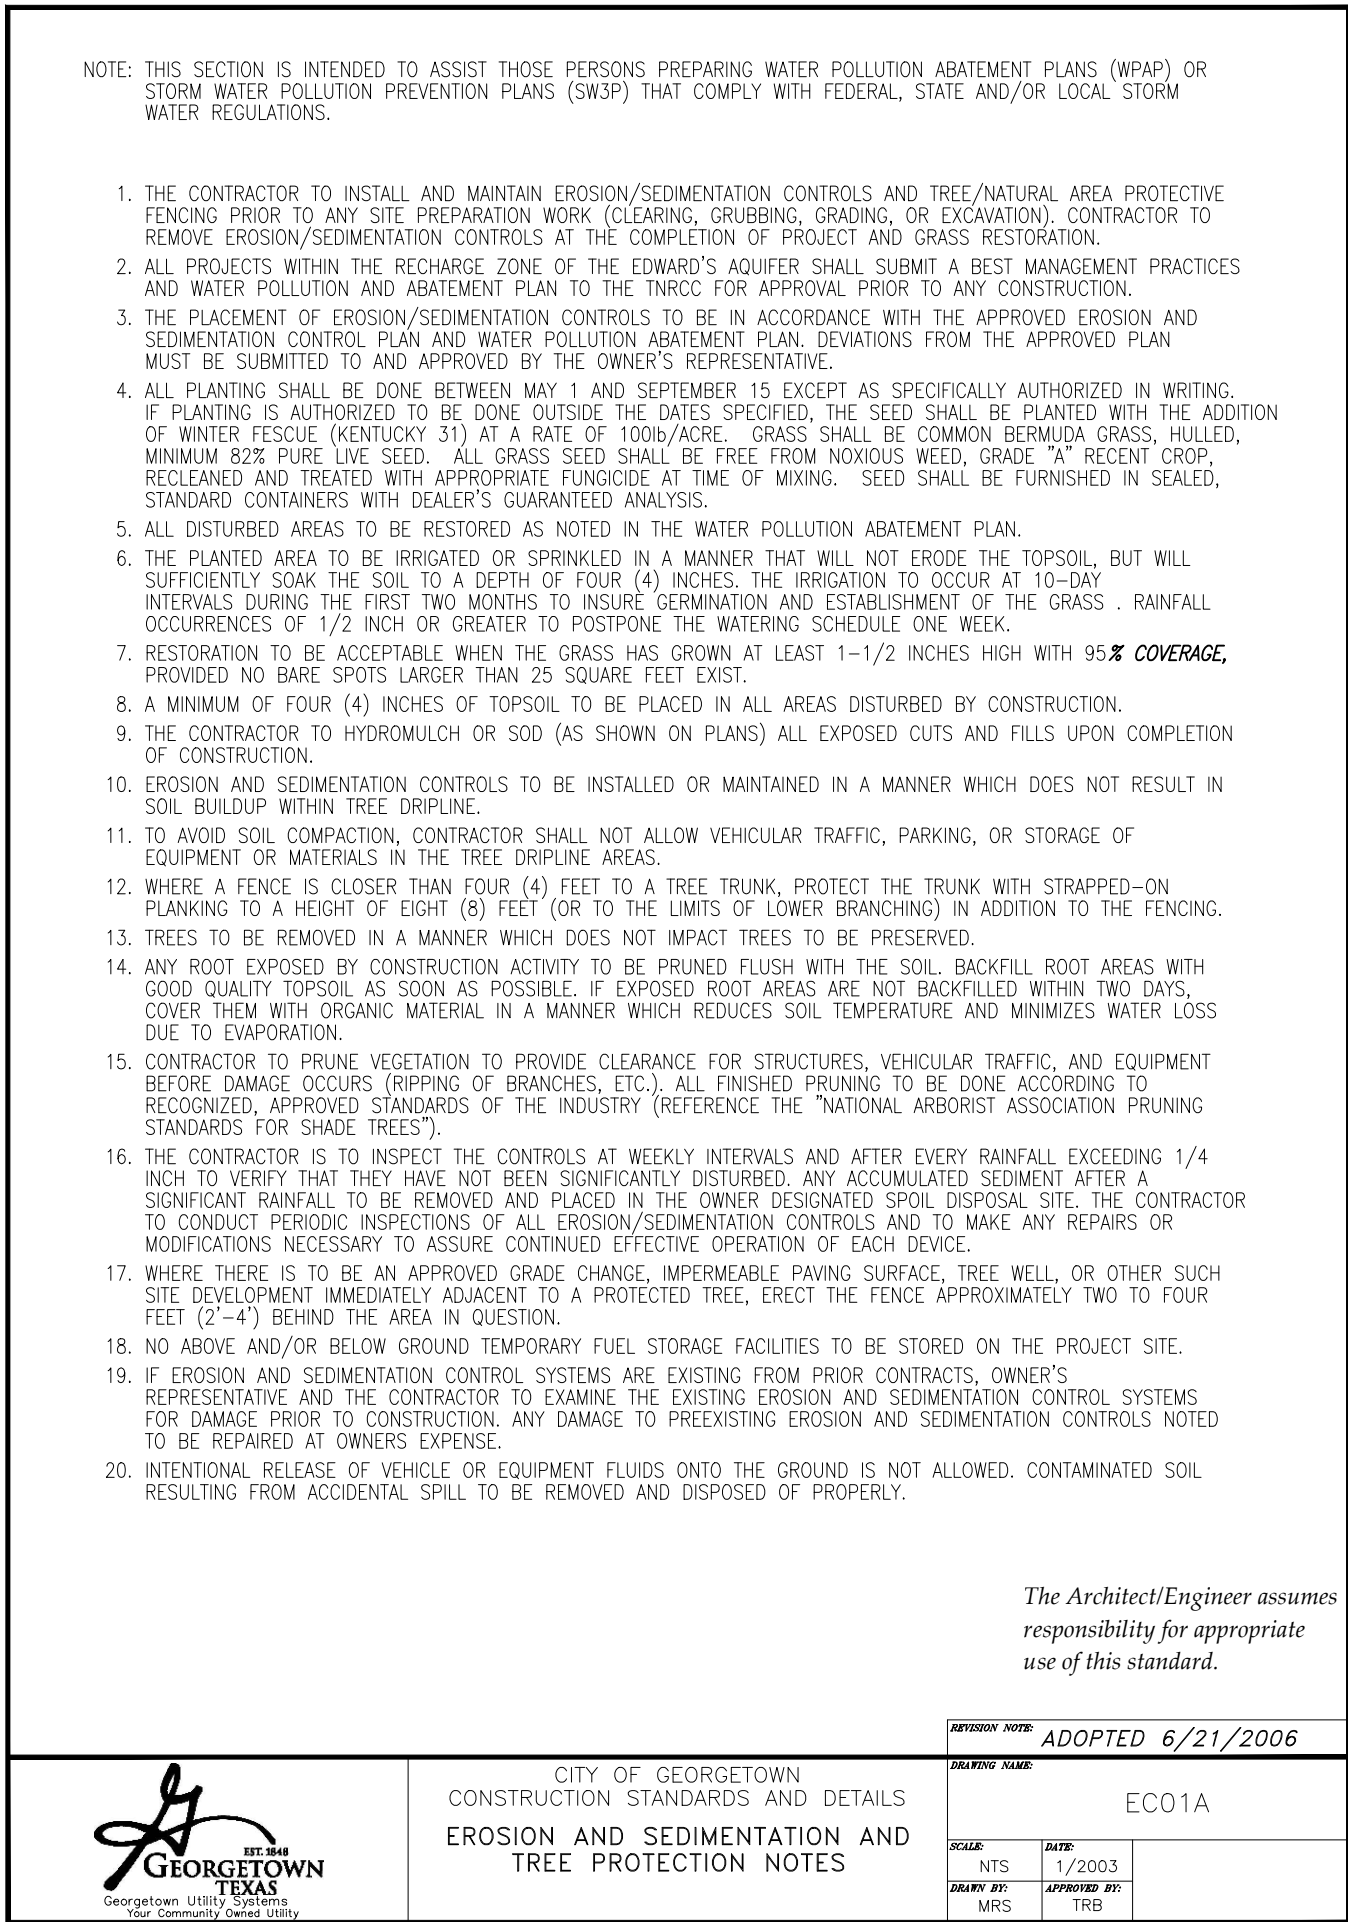 NOTE: THIS SECTION IS INTENDED TO ASSIST THOSE PERSONS PREPARING WATER POLLUTION ABATEMENT PLANS (WPAP) OR
STORM WATER POLLUTION PREVENTION PLANS (SW3P) THAT COMPLY WITH FEDERAL, STATE AND/OR LOCAL STORM
WATER REGULATIONS.
1. THE CONTRACTOR TO INSTALL AND MAINTAIN EROSION/SEDIMENTATION CONTROLS AND TREE/NATURAL AREA PROTECTIVE
FENCING PRIOR TO ANY SITE PREPARATION WORK (CLEARING, GRUBBING, GRADING, OR EXCAVATION). CONTRACTOR TO
REMOVE EROSION/SEDIMENTATION CONTROLS AT THE COMPLETION OF PROJECT AND GRASS RESTORATION.
2. ALL PROJECTS WITHIN THE RECHARGE ZONE OF THE EDWARD'S AQUIFER SHALL SUBMIT A BEST MANAGEMENT PRACTICES
AND WATER POLLUTION AND ABATEMENT PLAN TO THE TNRCC FOR APPROVAL PRIOR TO ANY CONSTRUCTION.
3. THE PLACEMENT OF EROSION/SEDIMENTATION CONTROLS TO BE IN ACCORDANCE WITH THE APPROVED EROSION AND
SEDIMENTATION CONTROL PLAN AND WATER POLLUTION ABATEMENT PLAN. DEVIATIONS FROM THE APPROVED PLAN
MUST BE SUBMITTED TO AND APPROVED BY THE OWNER'S REPRESENTATIVE.
4. ALL PLANTING SHALL BE DONE BETWEEN MAY 1 AND SEPTEMBER 15 EXCEPT AS SPECIFICALLY AUTHORIZED IN WRITING.
IF PLANTING IS AUTHORIZED TO BE DONE OUTSIDE THE DATES SPECIFIED, THE SEED SHALL BE PLANTED WITH THE ADDITION
OF WINTER FESCUE (KENTUCKY 31) AT A RATE OF 100lb/ACRE. GRASS SHALL BE COMMON BERMUDA GRASS, HULLED,
MINIMUM 82% PURE LIVE SEED. ALL GRASS SEED SHALL BE FREE FROM NOXIOUS WEED, GRADE "A" RECENT CROP,
RECLEANED AND TREATED WITH APPROPRIATE FUNGICIDE AT TIME OF MIXING. SEED SHALL BE FURNISHED IN SEALED,
STANDARD CONTAINERS WITH DEALER'S GUARANTEED ANALYSIS.
5. ALL DISTURBED AREAS TO BE RESTORED AS NOTED IN THE WATER POLLUTION ABATEMENT PLAN.
6. THE PLANTED AREA TO BE IRRIGATED OR SPRINKLED IN A MANNER THAT WILL NOT ERODE THE TOPSOIL, BUT WILL
SUFFICIENTLY SOAK THE SOIL TO A DEPTH OF FOUR (4) INCHES. THE IRRIGATION TO OCCUR AT 10-DAY
INTERVALS DURING THE FIRST TWO MONTHS TO INSURE GERMINATION AND ESTABLISHMENT OF THE GRASS . RAINFALL
OCCURRENCES OF 1/2 INCH OR GREATER TO POSTPONE THE WATERING SCHEDULE ONE WEEK.
7. RESTORATION TO BE ACCEPTABLE WHEN THE GRASS HAS GROWN AT LEAST 1-1/2 INCHES HIGH WITH 95% COVERAGE,
PROVIDED NO BARE SPOTS LARGER THAN 25 SQUARE FEET EXIST.
8. A MINIMUM OF FOUR (4) INCHES OF TOPSOIL TO BE PLACED IN ALL AREAS DISTURBED BY CONSTRUCTION.
9. THE CONTRACTOR TO HYDROMULCH OR SOD (AS SHOWN ON PLANS) ALL EXPOSED CUTS AND FILLS UPON COMPLETION
OF CONSTRUCTION.
10. EROSION AND SEDIMENTATION CONTROLS TO BE INSTALLED OR MAINTAINED IN A MANNER WHICH DOES NOT RESULT IN
SOIL BUILDUP WITHIN TREE DRIPLINE.
11. TO AVOID SOIL COMPACTION, CONTRACTOR SHALL NOT ALLOW VEHICULAR TRAFFIC, PARKING, OR STORAGE OF
EQUIPMENT OR MATERIALS IN THE TREE DRIPLINE AREAS.
12. WHERE A FENCE IS CLOSER THAN FOUR (4) FEET TO A TREE TRUNK, PROTECT THE TRUNK WITH STRAPPED-ON
PLANKING TO A HEIGHT OF EIGHT (8) FEET (OR TO THE LIMITS OF LOWER BRANCHING) IN ADDITION TO THE FENCING.
13. TREES TO BE REMOVED IN A MANNER WHICH DOES NOT IMPACT TREES TO BE PRESERVED.
14. ANY ROOT EXPOSED BY CONSTRUCTION ACTIVITY TO BE PRUNED FLUSH WITH THE SOIL. BACKFILL ROOT AREAS WITH
GOOD QUALITY TOPSOIL AS SOON AS POSSIBLE. IF EXPOSED ROOT AREAS ARE NOT BACKFILLED WITHIN TWO DAYS,
COVER THEM WITH ORGANIC MATERIAL IN A MANNER WHICH REDUCES SOIL TEMPERATURE AND MINIMIZES WATER LOSS
DUE TO EVAPORATION.
15. CONTRACTOR TO PRUNE VEGETATION TO PROVIDE CLEARANCE FOR STRUCTURES, VEHICULAR TRAFFIC, AND EQUIPMENT
BEFORE DAMAGE OCCURS (RIPPING OF BRANCHES, ETC.). ALL FINISHED PRUNING TO BE DONE ACCORDING TO
RECOGNIZED, APPROVED STANDARDS OF THE INDUSTRY (REFERENCE THE "NATIONAL ARBORIST ASSOCIATION PRUNING
STANDARDS FOR SHADE TREES").
16. THE CONTRACTOR IS TO INSPECT THE CONTROLS AT WEEKLY INTERVALS AND AFTER EVERY RAINFALL EXCEEDING 1/4
INCH TO VERIFY THAT THEY HAVE NOT BEEN SIGNIFICANTLY DISTURBED. ANY ACCUMULATED SEDIMENT AFTER A
SIGNIFICANT RAINFALL TO BE REMOVED AND PLACED IN THE OWNER DESIGNATED SPOIL DISPOSAL SITE. THE CONTRACTOR
TO CONDUCT PERIODIC INSPECTIONS OF ALL EROSION/SEDIMENTATION CONTROLS AND TO MAKE ANY REPAIRS OR
MODIFICATIONS NECESSARY TO ASSURE CONTINUED EFFECTIVE OPERATION OF EACH DEVICE.
17. WHERE THERE IS TO BE AN APPROVED GRADE CHANGE, IMPERMEABLE PAVING SURFACE, TREE WELL, OR OTHER SUCH
SITE DEVELOPMENT IMMEDIATELY ADJACENT TO A PROTECTED TREE, ERECT THE FENCE APPROXIMATELY TWO TO FOUR
FEET (2'-4') BEHIND THE AREA IN QUESTION.
18. NO ABOVE AND/OR BELOW GROUND TEMPORARY FUEL STORAGE FACILITIES TO BE STORED ON THE PROJECT SITE.
19. IF EROSION AND SEDIMENTATION CONTROL SYSTEMS ARE EXISTING FROM PRIOR CONTRACTS, OWNER'S
REPRESENTATIVE AND THE CONTRACTOR TO EXAMINE THE EXISTING EROSION AND SEDIMENTATION CONTROL SYSTEMS
FOR DAMAGE PRIOR TO CONSTRUCTION. ANY DAMAGE TO PREEXISTING EROSION AND SEDIMENTATION CONTROLS NOTED
TO BE REPAIRED AT OWNERS EXPENSE.
20. INTENTIONAL RELEASE OF VEHICLE OR EQUIPMENT FLUIDS ONTO THE GROUND IS NOT ALLOWED. CONTAMINATED SOIL
RESULTING FROM ACCIDENTAL SPILL TO BE REMOVED AND DISPOSED OF PROPERLY.
The Architect/Engineer assumes
responsibility for appropriate
use of this standard.
REVISION NOTE: ADOPTED 6/21/2006
EST. 1848
GEORGETOWN
TEXAS
Georgetown Utility Systems
Your Community Owned Utility
CITY OF GEORGETOWN
CONSTRUCTION STANDARDS AND DETAILS
EROSION AND SEDIMENTATION AND
TREE PROTECTION NOTES
DRAWING NAME:
EC01A
SCALE:
NTS
DATE:
1/2003
DRAWN BY:
MRS
APPROVED BY:
TRB